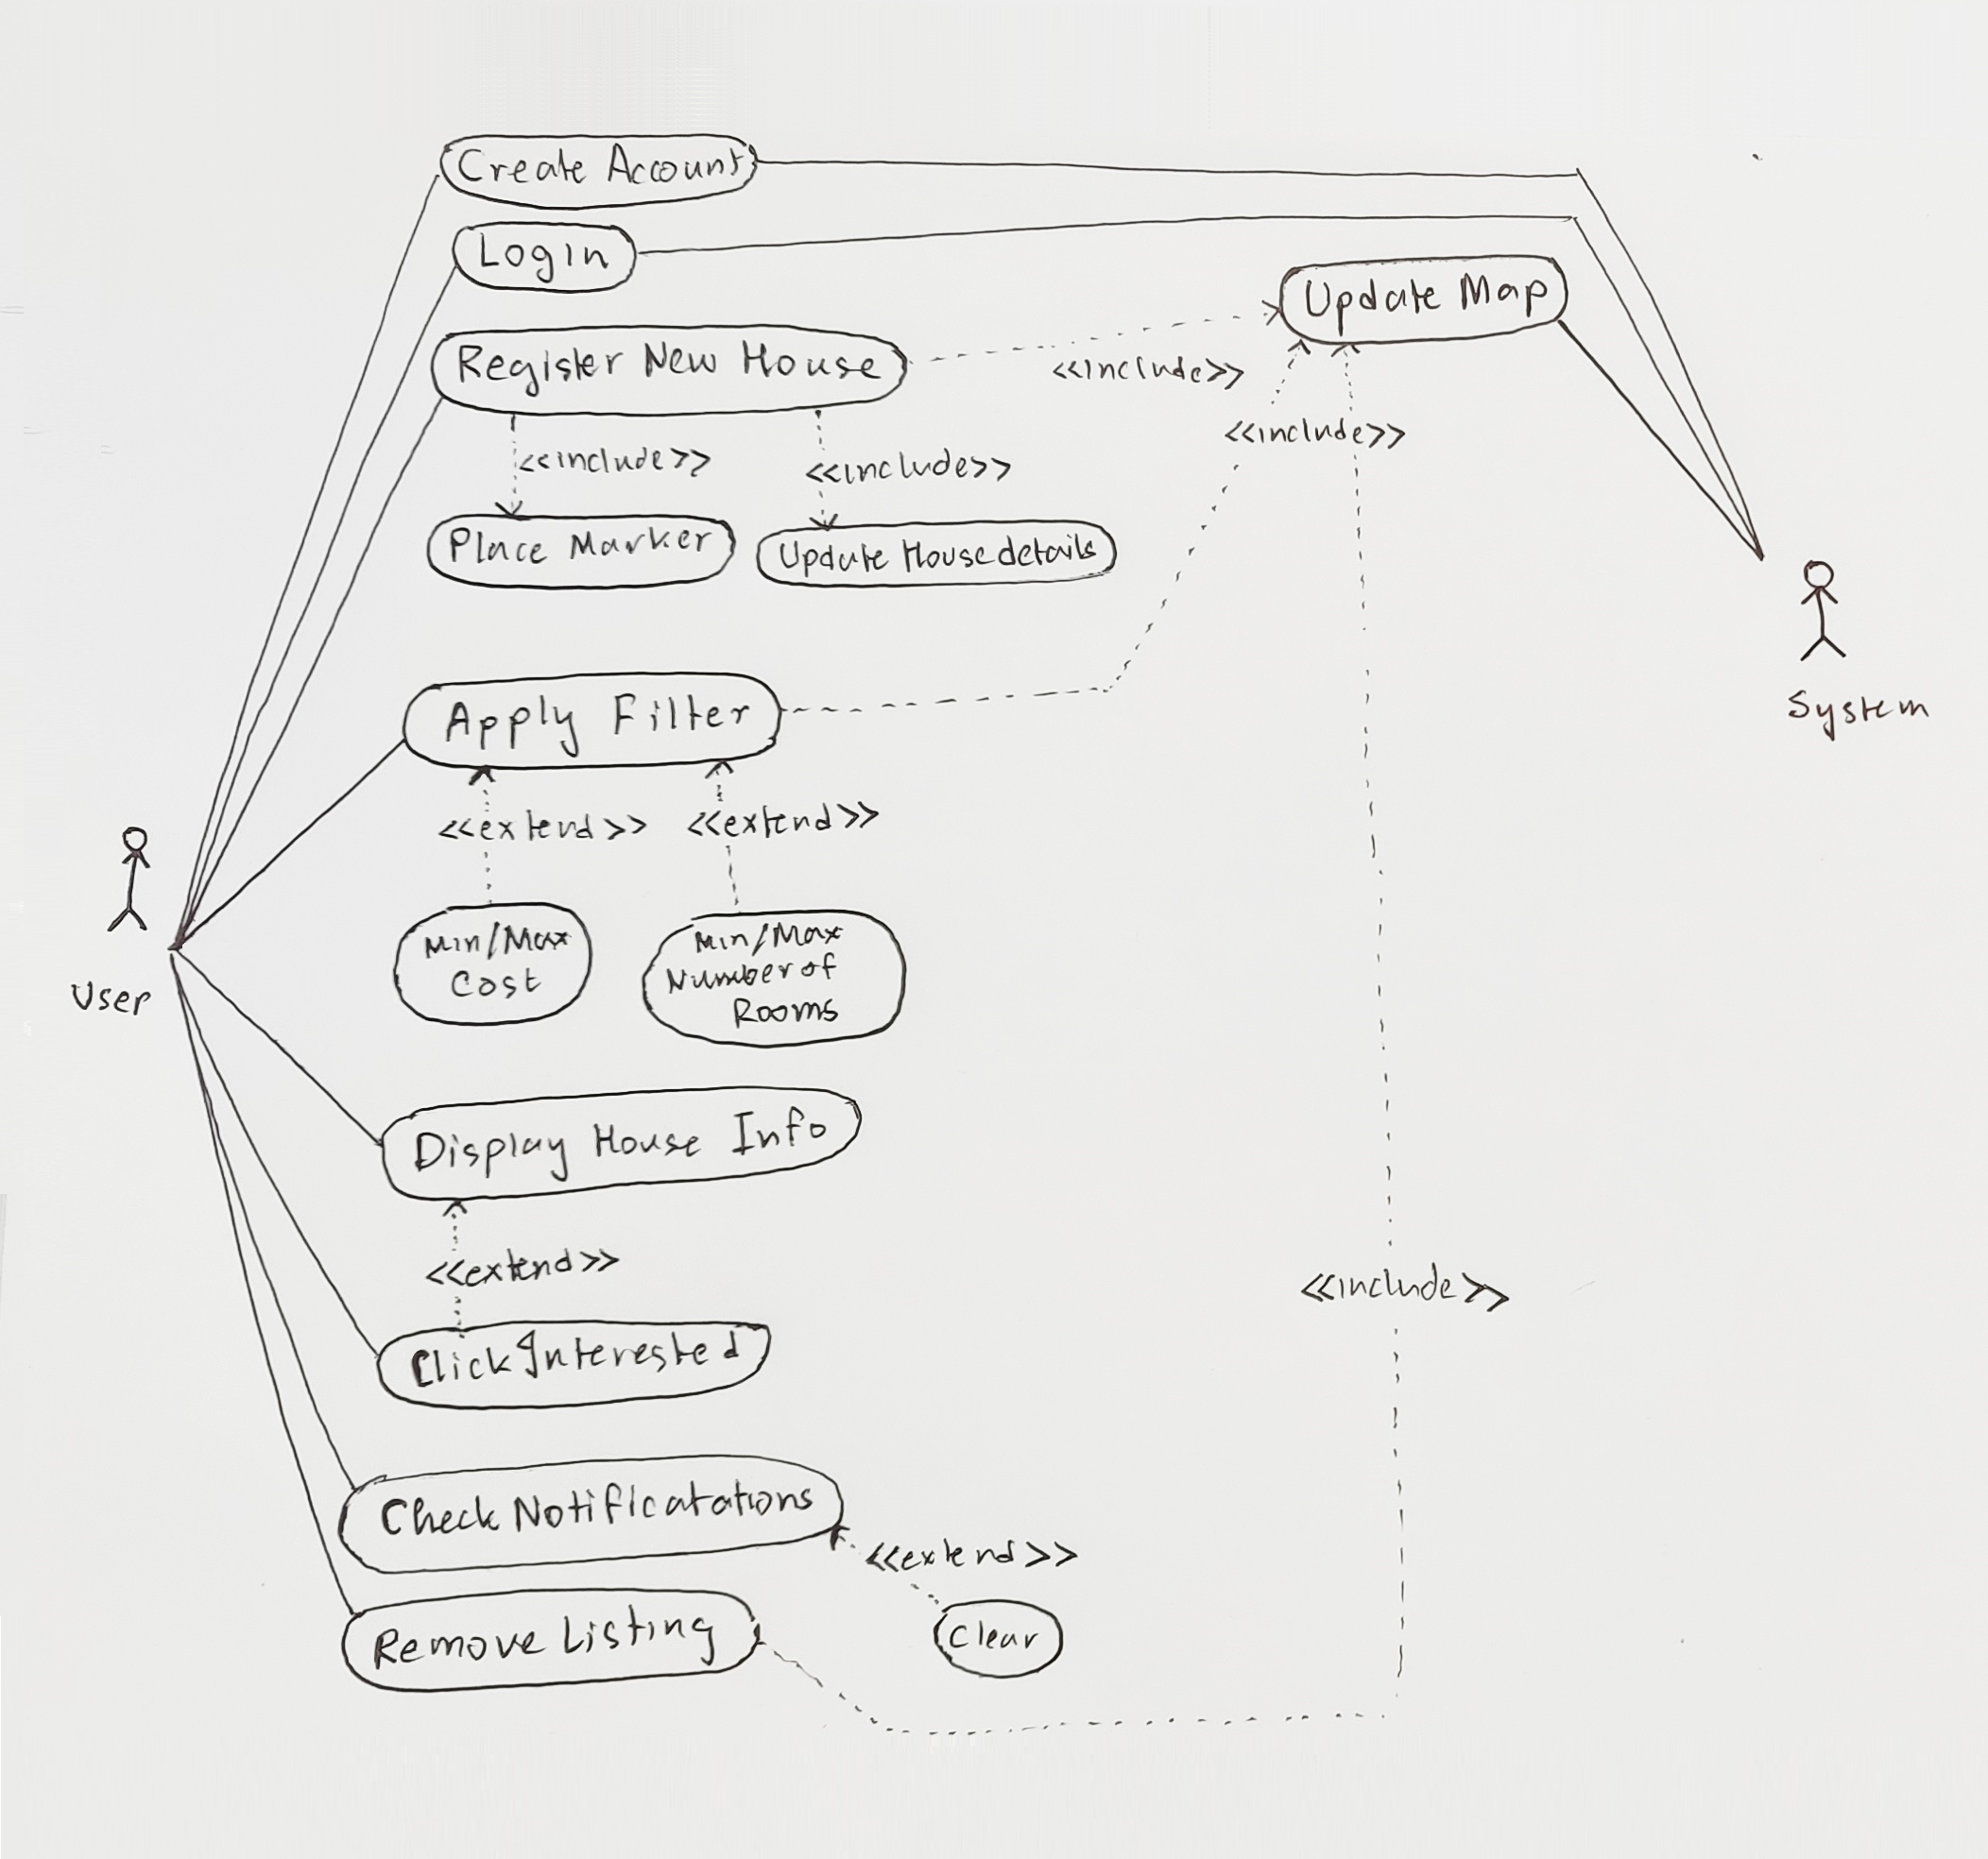 Create Account
Login
Update Map
Register New House
<<include>>
<<include>>
<<include>>
<<include>>
Place Marker
Update House details
System
Apply Filter
<<extend>>
<<extend>>
Min/Max
Cost
Min/Max
Number of
Rooms
User
Display House Info
<<extend>>
<<include>>
Click Interested
Check Notificatations
<<extend>>
Remove Listing
Clear